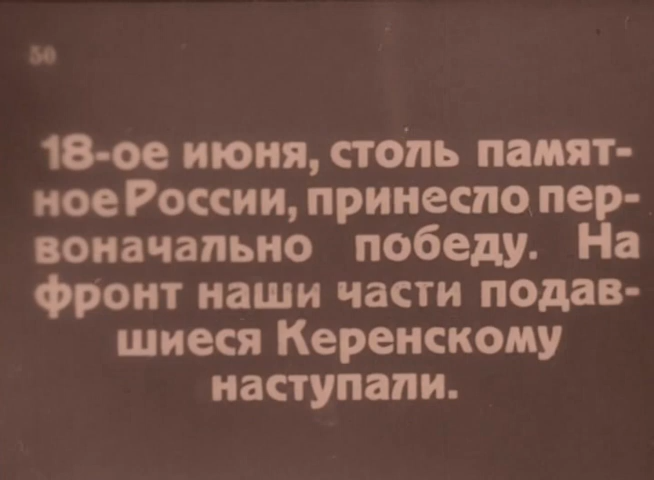 50
18-ое июня, столь памят-
ное России, принесло пер-
воначально победу. На
фронт наши части подав-
шиеся Керенскому
наступали.